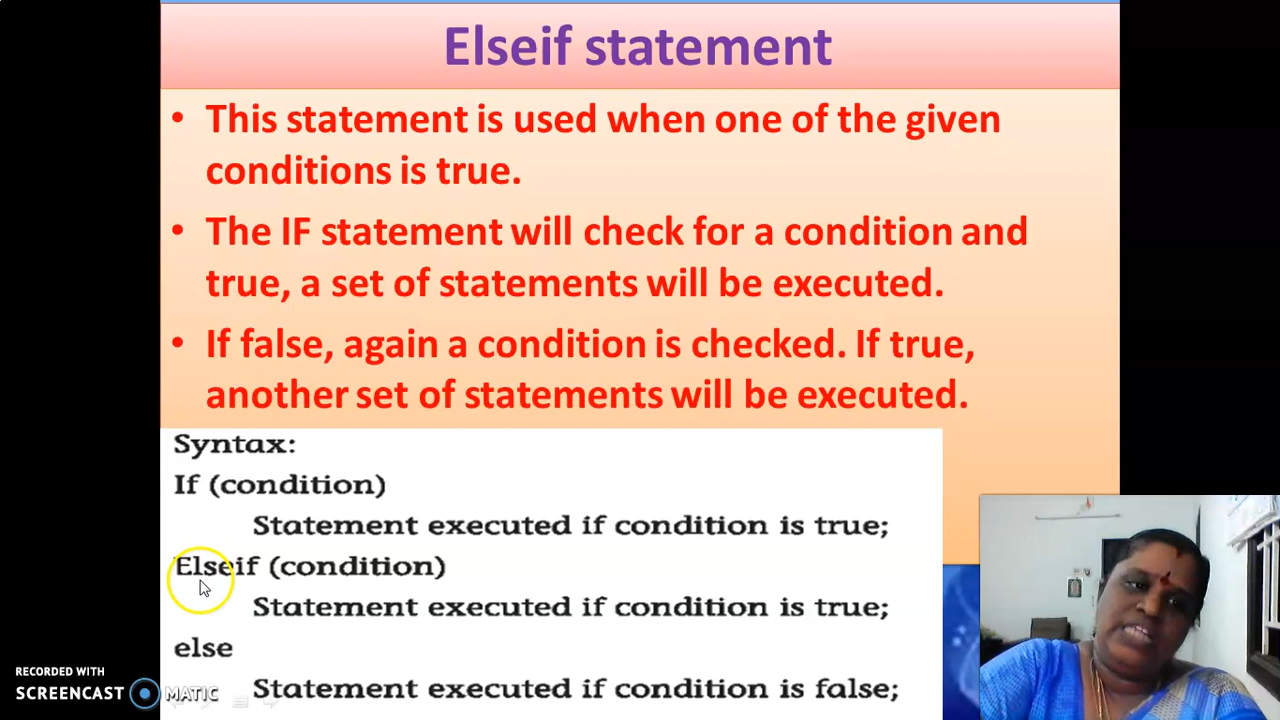 Elseif statement
• This statement is used when one of the given
conditions is true.
• The IF statement will check for a condition and
true, a set of statements will be executed.
• If false, again a condition is checked. If true,
another set of statements will be executed.
Syntax:
If (condition)
Statement executed if condition is true;
Elseif (condition)
Statement executed if condition is true;
else
Statement executed if condition is false;
RECORDED WITH
SCREENCAST MATIC